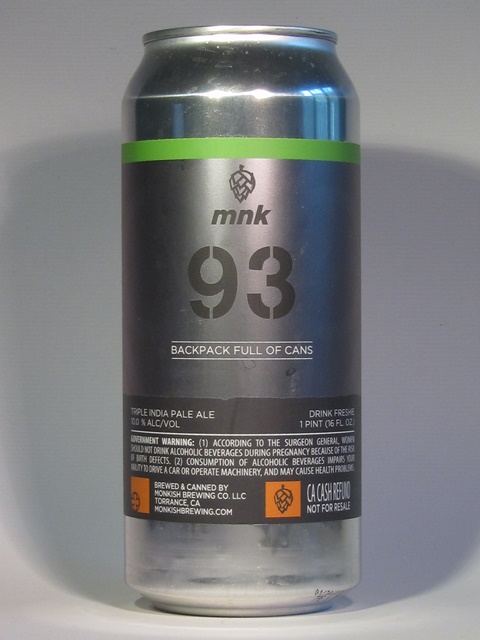 mnk
93
BACKPACK FULL OF CANS
TRIPLE INDIA PALE ALE
10.0 % ALC/VOL
DRINK FRESHIE
1 PINT (16 FL. OZ.)
GOVERNMENT WARNING: (1) ACCORDING TO THE SURGEON GENERAL, WOMEN
SHOULD NOT DRINK ALCOHOLIC BEVERAGES DURING PREGNANCY BECAUSE OF THE RISK
OF BIRTH DEFECTS. (2) CONSUMPTION OF ALCOHOLIC BEVERAGES IMPAIRS YOUR
ABILITY TO DRIVE A CAR OR OPERATE MACHINERY, AND MAY CAUSE HEALTH PROBLEMS.
BREWED & CANNED BY
MONKISH BREWING CO. LLC
TORRANCE, CA
MONKISHBREWING.COM
CA CASH REFUND
NOT FOR RESALE